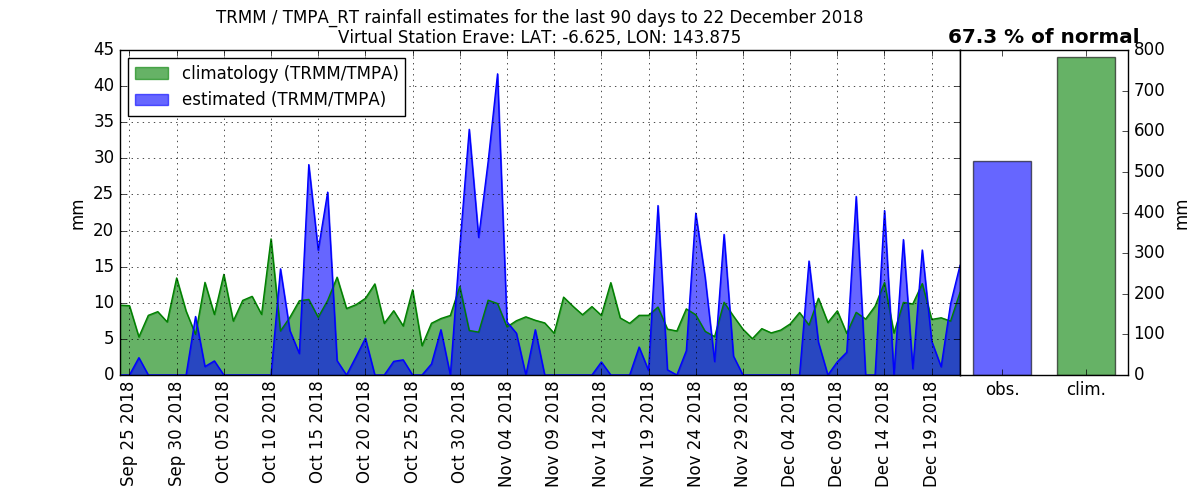 TRMM / TMPA_RT rainfall estimates for the last 90 days to 22 December 2018
Virtual Station Erave: LAT: -6.625, LON: 143.875
67.3 % of normal
climatology (TRMM/TMPA)
estimated (TRMM/TMPA)
mm
45
40
35
30
25
20
15
10
5
0
Sep 25 2018
Sep 30 2018
Oct 05 2018
Oct 10 2018
Oct 15 2018
Oct 20 2018
Oct 25 2018
Oct 30 2018
Nov 04 2018
Nov 09 2018
Nov 14 2018
Nov 19 2018
Nov 24 2018
Nov 29 2018
Dec 04 2018
Dec 09 2018
Dec 14 2018
Dec 19 2018
800
700
600
500
400
300
200
100
0
mm
obs.
clim.